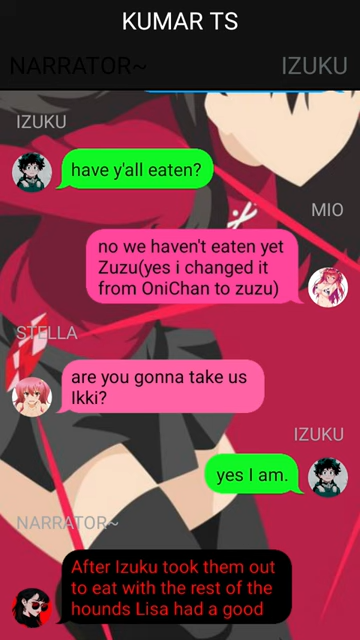 KUMAR TS
NARRATOR~ IZUKU
IZUKU
have y'all eaten?
MIO
no we haven't eaten yet
Zuzu(yes i changed it
from OniChan to zuzu)
STELLA
are you gonna take us
Ikki?
IZUKU
yes I am.
NARRATOR~
After Izuku took them out
to eat with the rest of the
hounds Lisa had a good